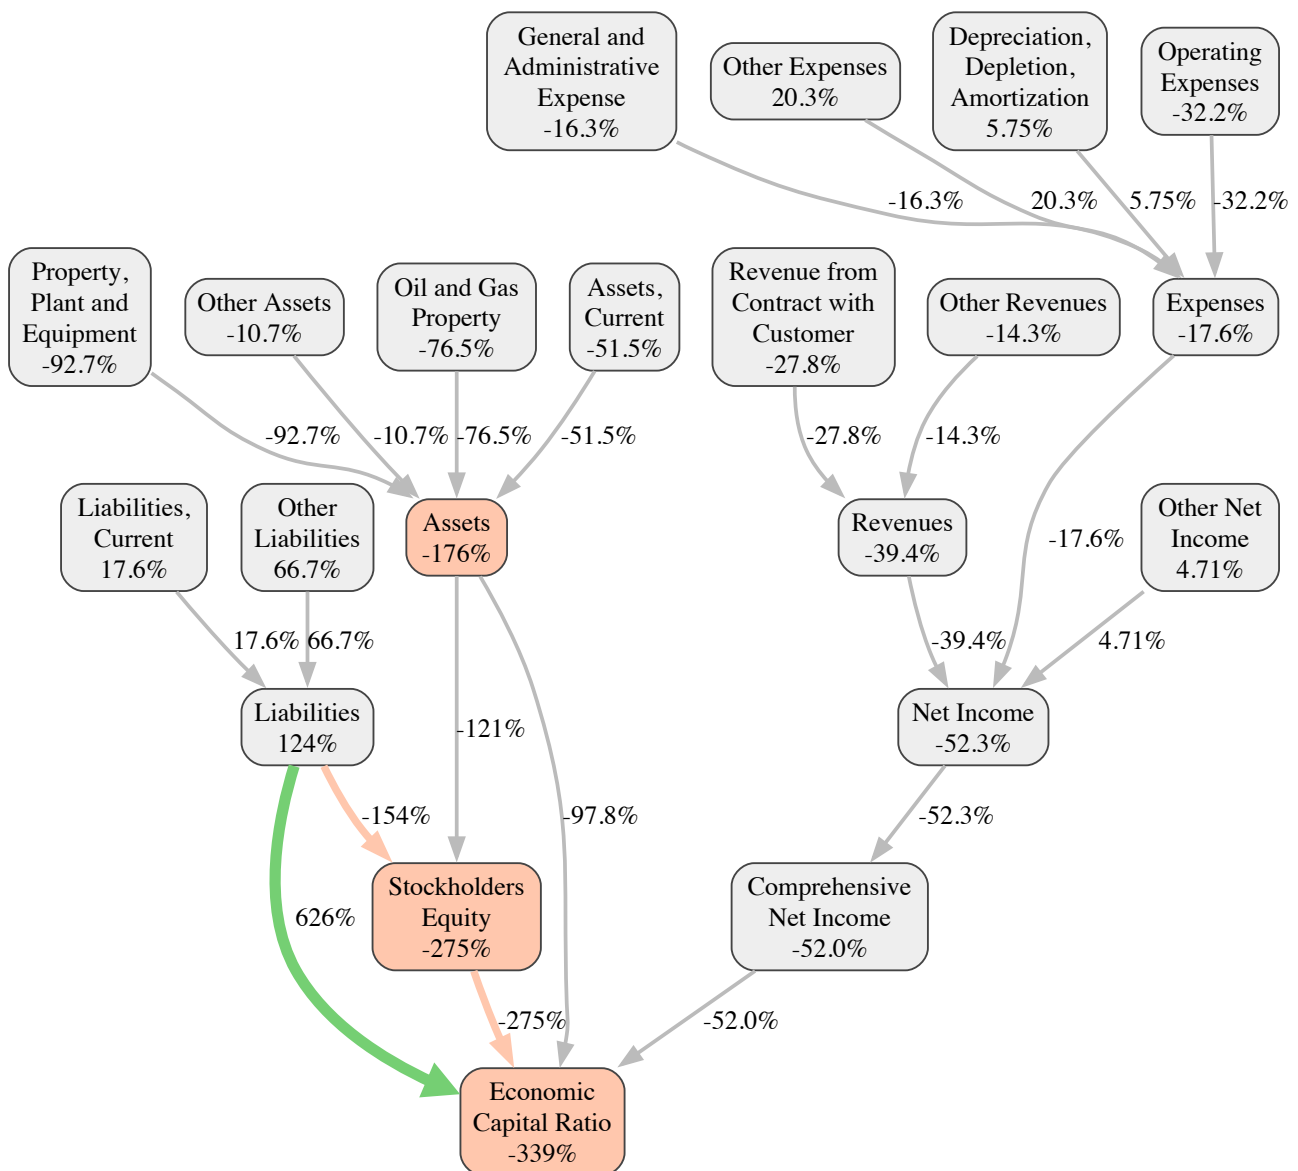 General and
Administrative
Expense
-16.3%
Other Expenses
20.3%
Depreciation,
Depletion,
Amortization
5.75%
Operating
Expenses
-32.2%
-16.3%
20.3%
5.75%
-32.2%
Property,
Plant and
Equipment
-92.7%
Other Assets
-10.7%
Oil and Gas
Property
-76.5%
Assets,
Current
-51.5%
Revenue from
Contract with
Customer
-27.8%
Other Revenues
-14.3%
Expenses
-17.6%
-92.7%
-10.7%
-76.5%
-51.5%
-27.8%
-14.3%
Liabilities,
Current
17.6%
Other
Liabilities
66.7%
Assets
-176%
Revenues
-39.4%
-17.6%
Other Net
Income
4.71%
17.6%
66.7%
-39.4%
4.71%
Liabilities
124%
-121%
Net Income
-52.3%
-154%
-97.8%
-52.3%
626%
Stockholders
Equity
-275%
Comprehensive
Net Income
-52.0%
-275%
-52.0%
Economic
Capital Ratio
-339%